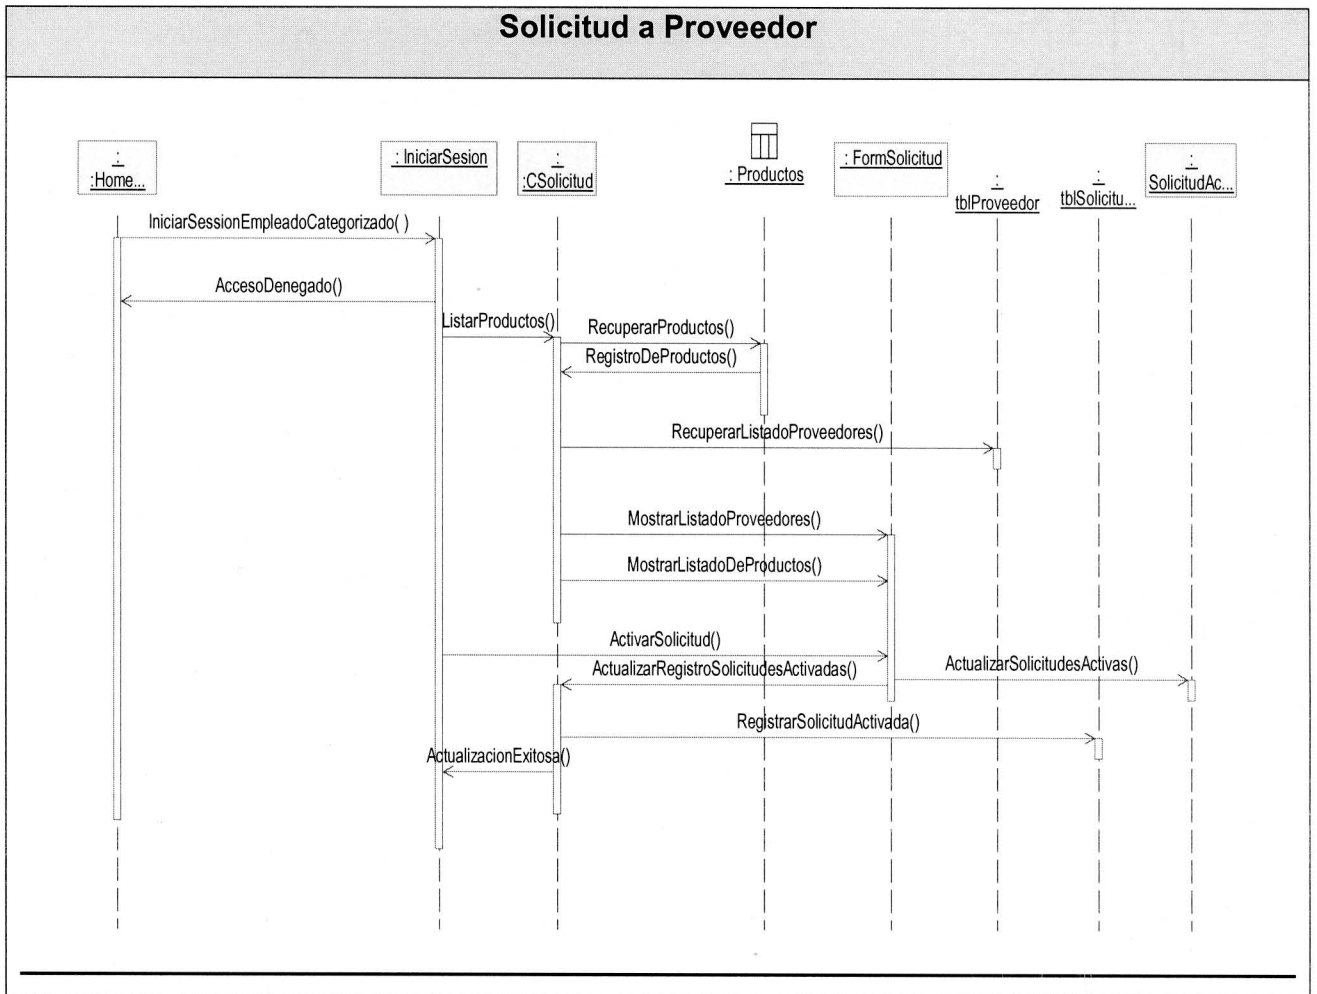 Solicitud a Proveedor
:
:Home...
: IniciarSesion
:
:CSolicitud
: Productos
: FormSolicitud
:
tblProveedor
:
tblSolicitu...
:
SolicitudAc...
IniciarSessionEmpleadoCategorizado( )
AccesoDenegado()
ListarProductos()
RecuperarProductos()
RegistroDeProductos()
RecuperarListadoProveedores()
MostrarListadoProveedores()
MostrarListadoDeProductos()
ActivarSolicitud()
ActualizarRegistroSolicitudesActivadas()
ActualizarSolicitudesActivas()
RegistrarSolicitudActivada()
ActualizacionExitosa()